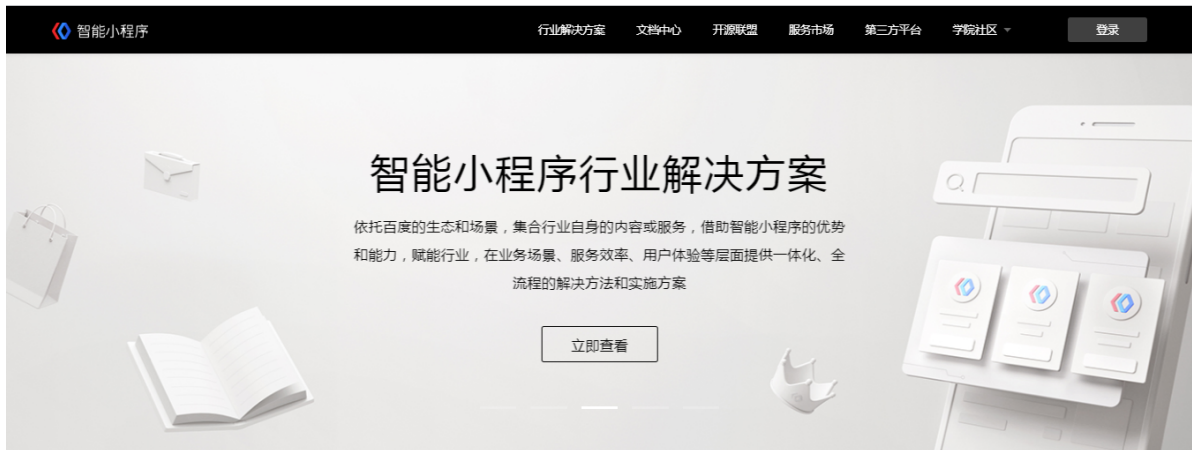 智能小程序
行业解决方案 文档中心 开源联盟 服务市场 第三方平台 学院社区 登录
智能小程序行业解决方案
依托百度的生态和场景，集合行业自身的内容或服务，借助智能小程序的优势
和能力，赋能行业，在业务场景、服务效率、用户体验等层面提供一体化、全
流程的解决方法和实施方案
立即查看